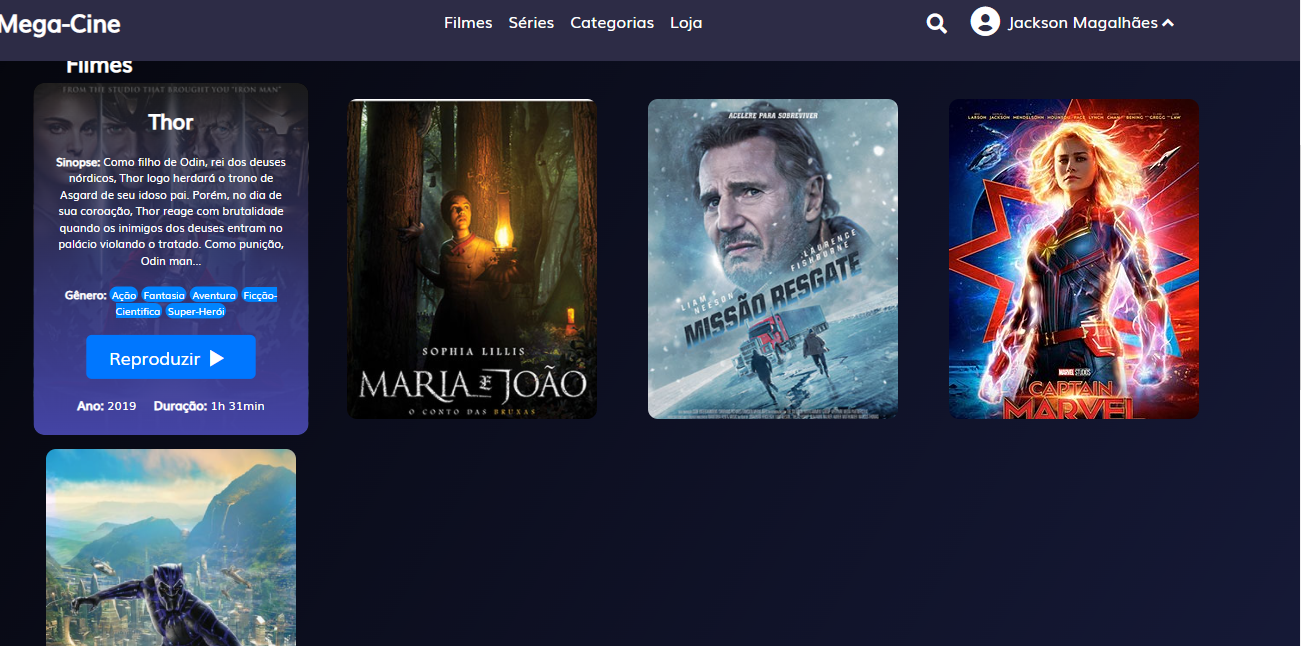 Mega-Cine
Filmes Séries Categorias Loja
Jackson Magalhães
Filmes
FROM THE STUDIO THAT BROUGHT YOU "IRON MAN"
Thor
Sinopse: Como filho de Odin, rei dos deuses
nórdicos, Thor logo herdará o trono de
Asgard de seu idoso pai. Porém, no dia de
sua coroação, Thor reage com brutalidade
quando os inimigos dos deuses entram no
palácio violando o tratado. Como punição,
Odin man...
Gênero: Ação Fantasia Aventura Ficção-
Cientifica Super-Herói
Reproduzir
Ano: 2019 Duração: 1h 31min
SOPHIA LILLIS
MARIA E JOÃO
O CONTO DAS BRUXAS
ACELERE PARA SOBREVIVER
LAURENCE
FISHBURNE
LIAM
NEESON
MISSÃO RESGATE
LARSON JACKSON MENDELSOHN HOUNSOU PACE LYNCH CHAN BENING GREGG LAW
MARVEL STUDIOS
CAPTAIN
MARVEL